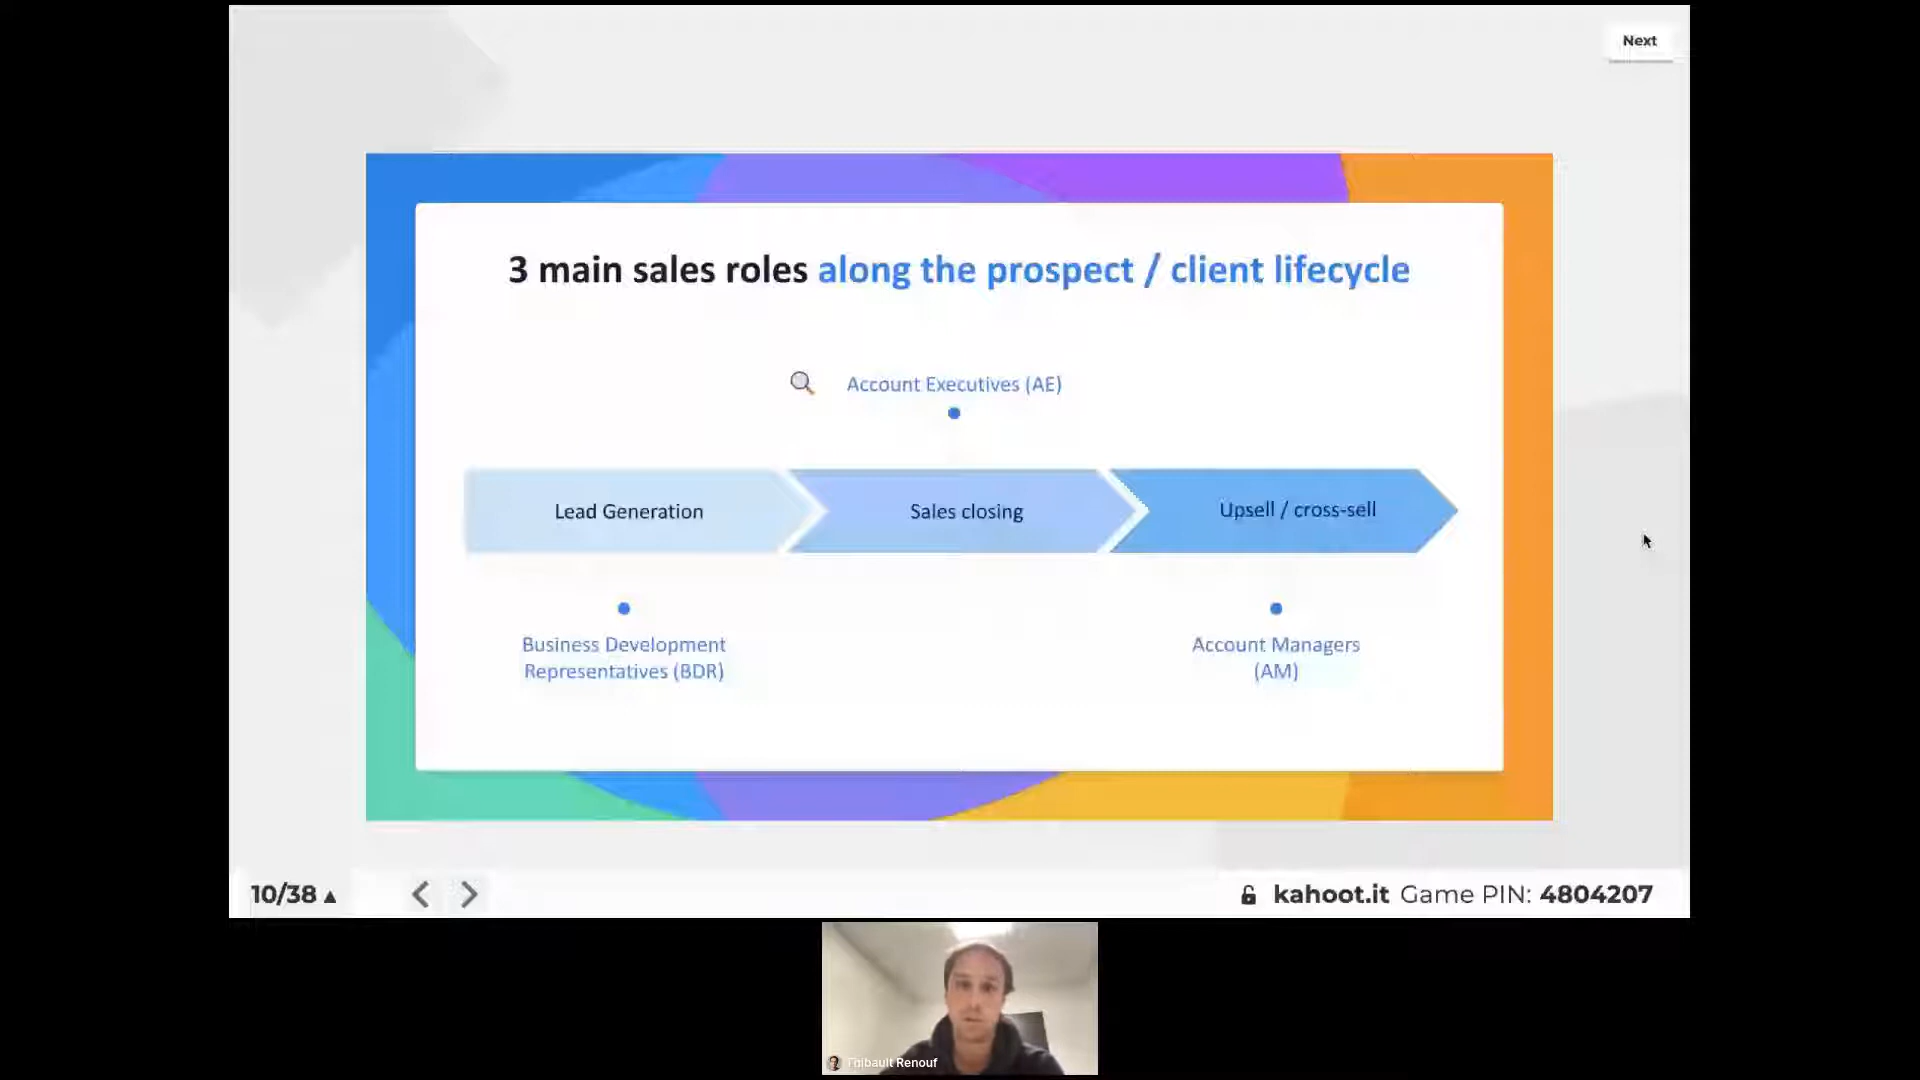 Next
3 main sales roles along the prospect / client lifecycle
Account Executives (AE)
Lead Generation
Sales closing
Upsell / cross-sell
Business Development
Representatives (BDR)
Account Managers
(AM)
10/38
kahoot.it Game PIN: 4804207
Thibault Renouf